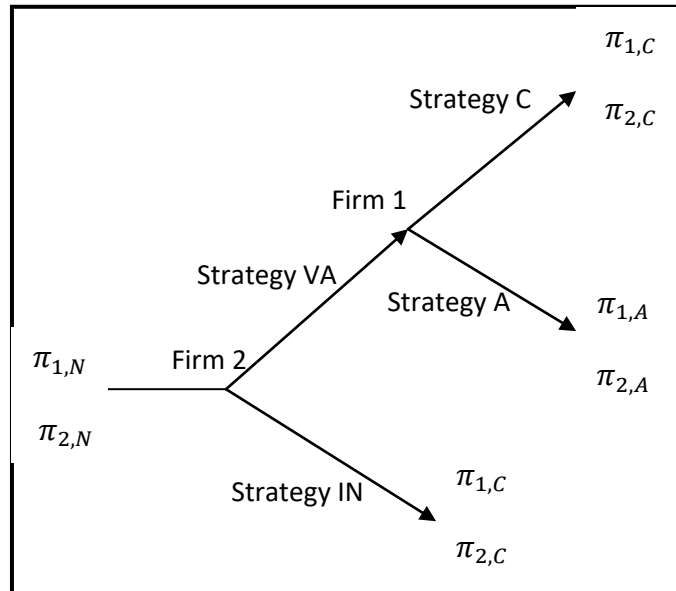 π₁,C
Strategy C
π₂,C
Firm 1
Strategy VA
π₁,A
Strategy A
π₁,N
Firm 2
π₂,A
π₂,N
π₁,C
Strategy IN
π₂,C